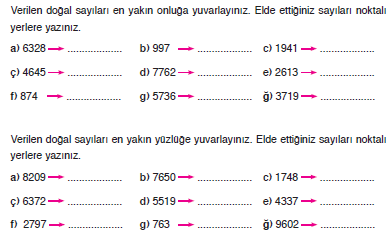 Verilen doğal sayıları en yakın onluğa yuvarlayınız. Elde ettiğiniz sayıları noktalı
yerlere yazınız.
a) 6328 → .................... b) 997 → .................... c) 1941 → ....................
ç) 4645 → .................... d) 7762 → .................... e) 2613 → ....................
f) 874 → .................... g) 5736 → .................... ğ) 3719 → ....................
Verilen doğal sayıları en yakın yüzlüğe yuvarlayınız. Elde ettiğiniz sayıları noktalı
yerlere yazınız.
a) 8209 → .................... b) 7650 → .................... c) 1748 → ....................
ç) 6372 → .................... d) 5519 → .................... e) 4337 → ....................
f) 2797 → .................... g) 763 → .................... ğ) 9602 → ....................